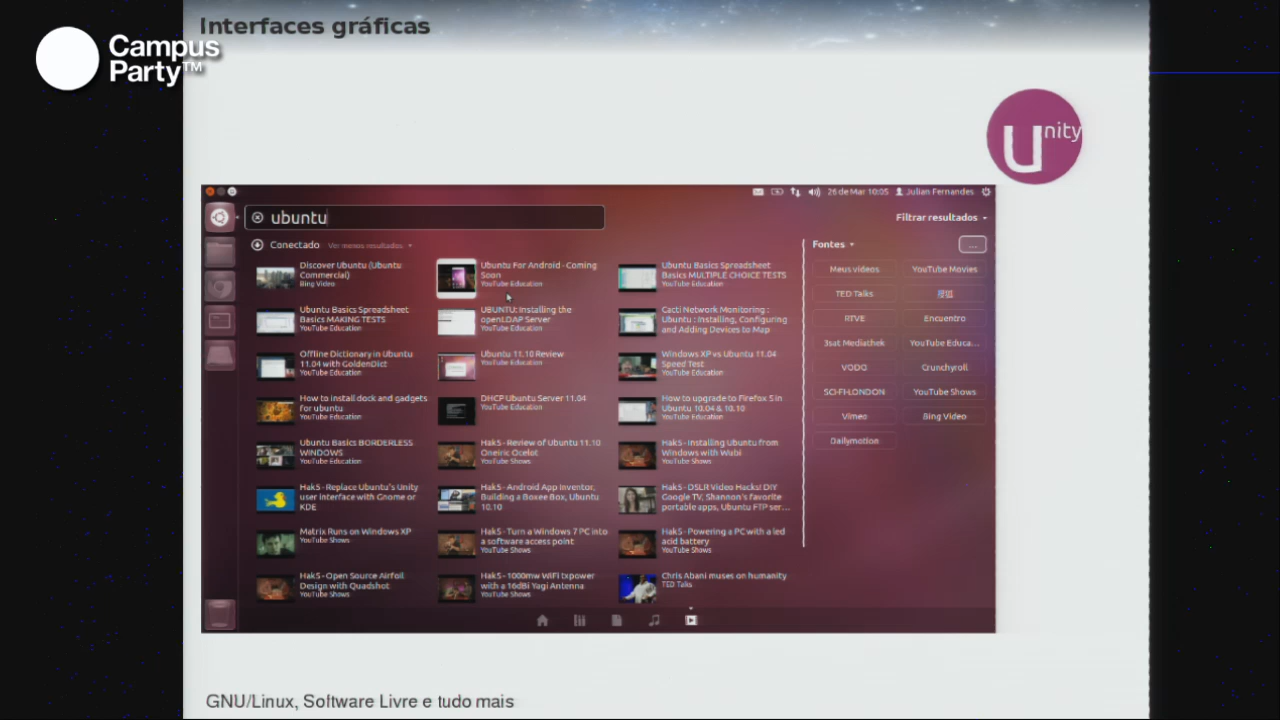 Interfaces gráficas
Campus
Party™
Unity
26 de Mar 10:05
Julian Fernandes
ubuntu
Filtrar resultados
Conectado
Ver menos resultados
Fontes
...
Discover Ubuntu (Ubuntu
Commercial)
Bing Video
Ubuntu For Android - Coming
Soon
YouTube Education
Ubuntu Basics Spreadsheet
Basics MULTIPLE CHOICE TESTS
YouTube Education
Ubuntu Basics Spreadsheet
Basics MAKING TESTS
YouTube Education
UBUNTU: Installing the
openLDAP Server
YouTube Education
Cacti Network Monitoring :
Ubuntu : Installing, Configuring
and Adding Devices to Map
Offline Dictionary in Ubuntu
11.04 with GoldenDict
YouTube Education
Ubuntu 11.10 Review
YouTube Education
Windows XP vs Ubuntu 11.04
Speed Test
YouTube Education
How to install dock and gadgets
for ubuntu
YouTube Education
DHCP Ubuntu Server 11.04
YouTube Education
How to upgrade to Firefox 5 in
Ubuntu 10.04 & 10.10
YouTube Education
Ubuntu Basics BORDERLESS
WINDOWS
YouTube Education
Hak5 - Review of Ubuntu 11.10
Oneiric Ocelot
YouTube Shows
Hak5 - Installing Ubuntu from
Windows with Wubi
YouTube Shows
Hak5 - Replace Ubuntu's Unity
user interface with Gnome or
KDE
Hak5 - Android App Inventor,
Building a Boxee Box, Ubuntu
10.10
Hak5 - DSLR Video Hacks! DIY
Google TV, Shannon's favorite
portable apps, Ubuntu FTP ser...
Matrix Runs on Windows XP
YouTube Shows
Hak5 - Turn a Windows 7 PC into
a software access point
YouTube Shows
Hak5 - Powering a PC with a led
acid battery
YouTube Shows
Hak5 - Open Source Airfoil
Design with Quadshot
YouTube Shows
Hak5 - 1000mw WiFi txpower
with a 16dBi Yagi Antenna
YouTube Shows
Chris Abani muses on humanity
TED Talks
Meus videos
YouTube Movies
TED Talks
RTVE
Encuentro
3sat Mediathek
YouTube Educa...
VODO
Crunchyroll
SCI-FI-LONDON
YouTube Shows
Vimeo
Bing Video
Dailymotion
GNU/Linux, Software Livre e tudo mais